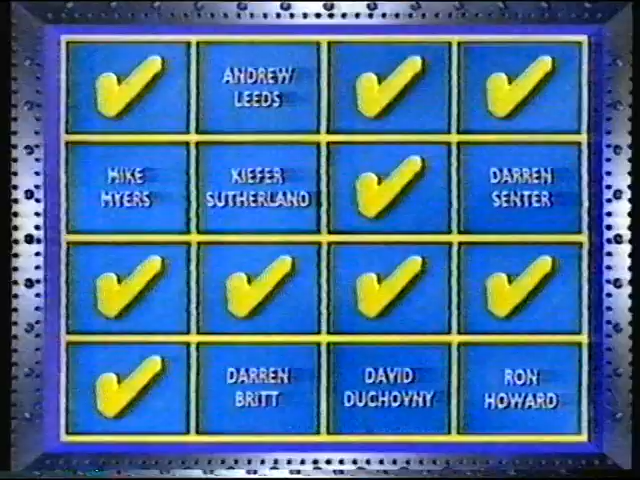 ANDREW
LEEDS
MIKE
MYERS
KIEFER
SUTHERLAND
DARREN
SENTER
DARREN
BRITT
DAVID
DUCHOVNY
RON
HOWARD